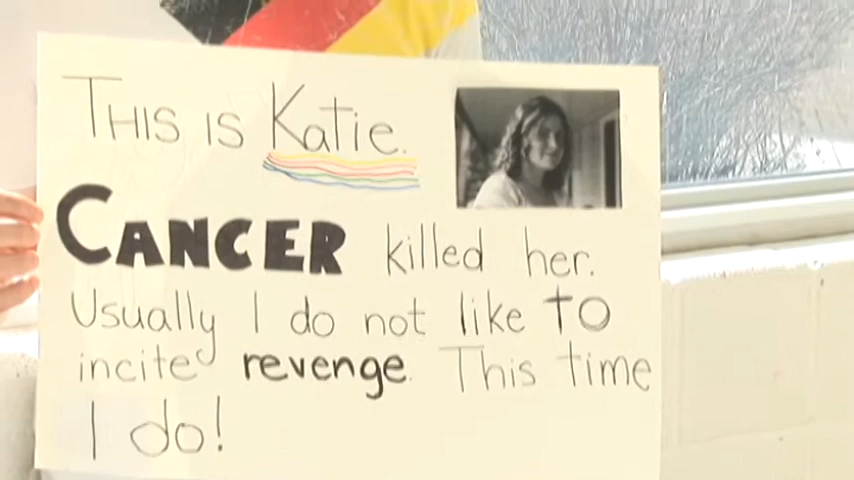 THIS IS Katie.
CANCER killed her.
Usually I do not like TO
incite revenge. This time
I do!